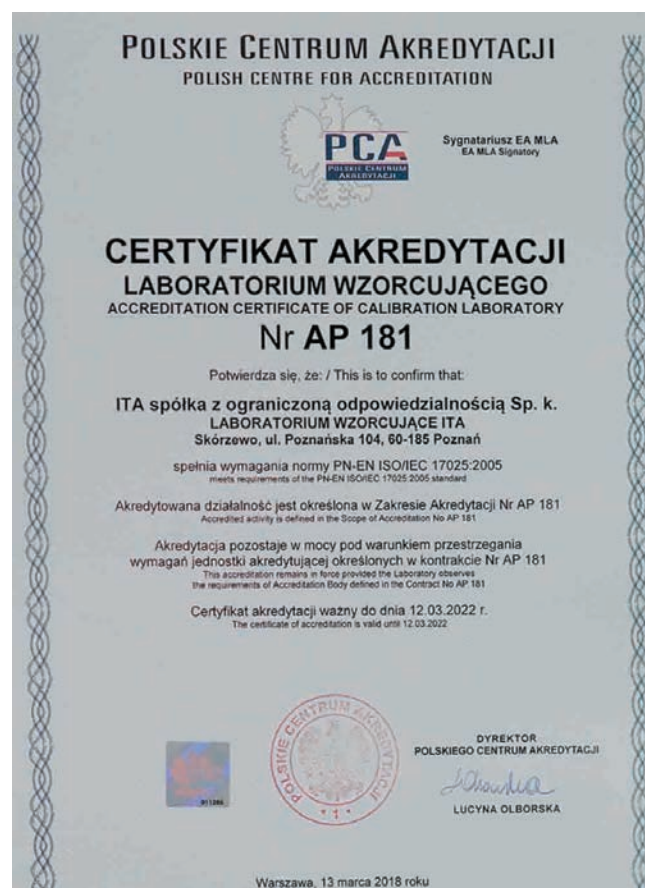 POLSKIE CENTRUM AKREDYTACJI
POLISH CENTRE FOR ACCREDITATION
PCA
POLSKIE CENTRUM
AKREDYTACJI
Sygnatariusz EA MLA
EA MLA Signatory
CERTYFIKAT AKREDYTACJI
LABORATORIUM WZORCUJĄCEGO
ACCREDITATION CERTIFICATE OF CALIBRATION LABORATORY
Nr AP 181
Potwierdza się, że: / This is to confirm that:
ITA spółka z ograniczoną odpowiedzialnością Sp. k.
LABORATORIUM WZORCUJĄCE ITA
Skórzewo, ul. Poznańska 104, 60-185 Poznań
spełnia wymagania normy PN-EN ISO/IEC 17025:2005
meets requirements of the PN-EN ISO/IEC 17025:2005 standard
Akredytowana działalność jest określona w Zakresie Akredytacji Nr AP 181
Accredited activity is defined in the Scope of Accreditation No AP 181
Akredytacja pozostaje w mocy pod warunkiem przestrzegania
wymagań jednostki akredytującej określonych w kontrakcie Nr AP 181
This accreditation remains in force provided the Laboratory observes
the requirements of Accreditation Body defined in the Contract No AP 181
Certyfikat akredytacji ważny do dnia 12.03.2022 r.
The certificate of accreditation is valid until 12.03.2022
POLSKIE CENTRUM AKREDYTACJI
* 1 *
DYREKTOR
POLSKIEGO CENTRUM AKREDYTACJI
LUCYNA OLBORSKA
Warszawa, 13 marca 2018 roku